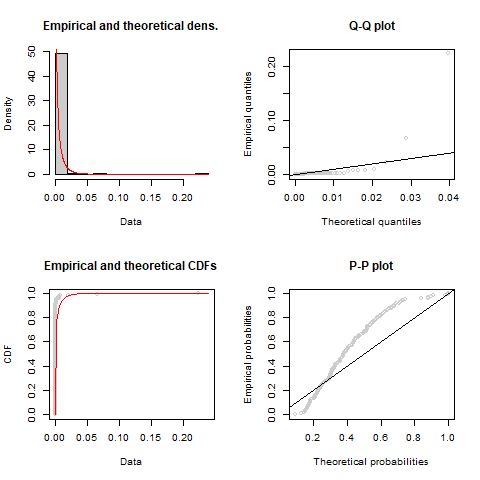 Empirical and theoretical dens.
Density
0 10 20 30 40 50
0.00 0.05 0.10 0.15 0.20
Data
Q-Q plot
Empirical quantiles
0.00 0.10 0.20
0.00 0.01 0.02 0.03 0.04
Theoretical quantiles
Empirical and theoretical CDFs
CDF
0.0 0.2 0.4 0.6 0.8 1.0
0.00 0.05 0.10 0.15 0.20
Data
P-P plot
Empirical probabilities
0.0 0.2 0.4 0.6 0.8 1.0
0.2 0.4 0.6 0.8 1.0
Theoretical probabilities